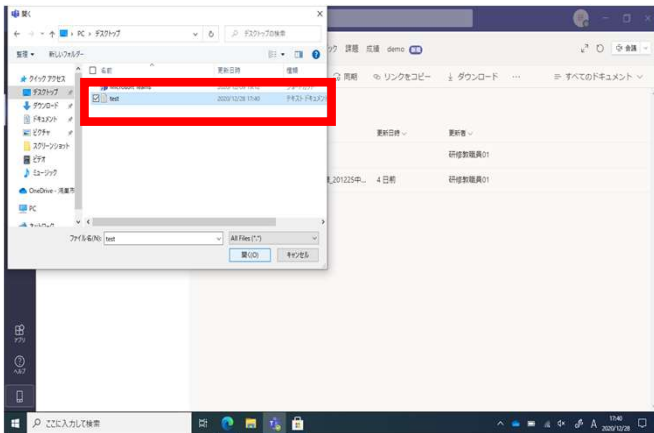 開く
PC › デスクトップ
デスクトップの検索
整理
新しいフォルダー
クイック アクセス
デスクトップ
ダウンロード
ドキュメント
ピクチャ
スクリーンショット
ビデオ
ミュージック
OneDrive -
PC
名前
更新日時
種類
test
2020/12/28 17:40
テキスト ドキュメン
ファイル名(N):
test
All Files (*.*)
開く(O)
キャンセル
課題 成績 demo
会議
同期
リンクをコピー
ダウンロード
すべてのドキュメント
更新日時
更新者
研修教職員01
_201225中... 4 日前 研修教職員01
アプリ
ヘルプ
ここに入力して検索
A
17:40
2020/12/28